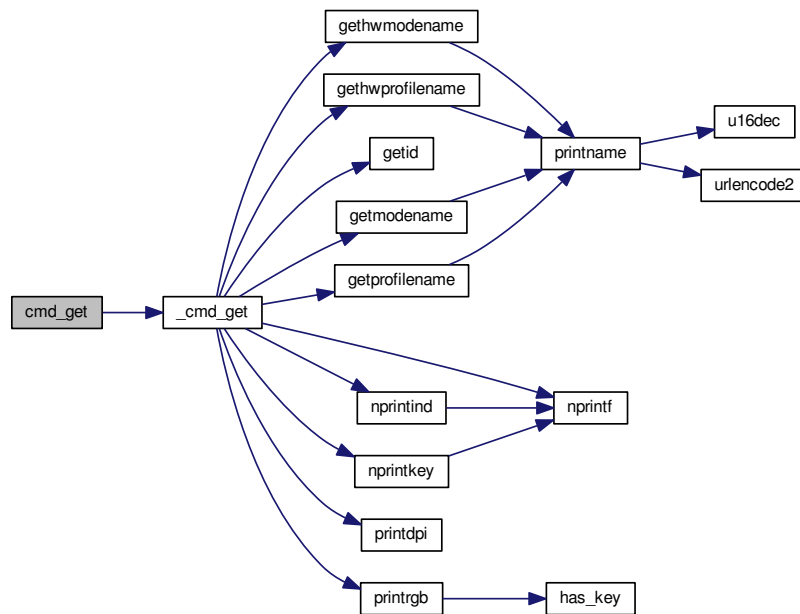 gethwmodename
gethwprofilename
getid
getmodename
getprofilename
printname
u16dec
urlencode2
cmd_get
_cmd_get
nprintind
nprintf
nprintkey
printdpi
printrgb
has_key